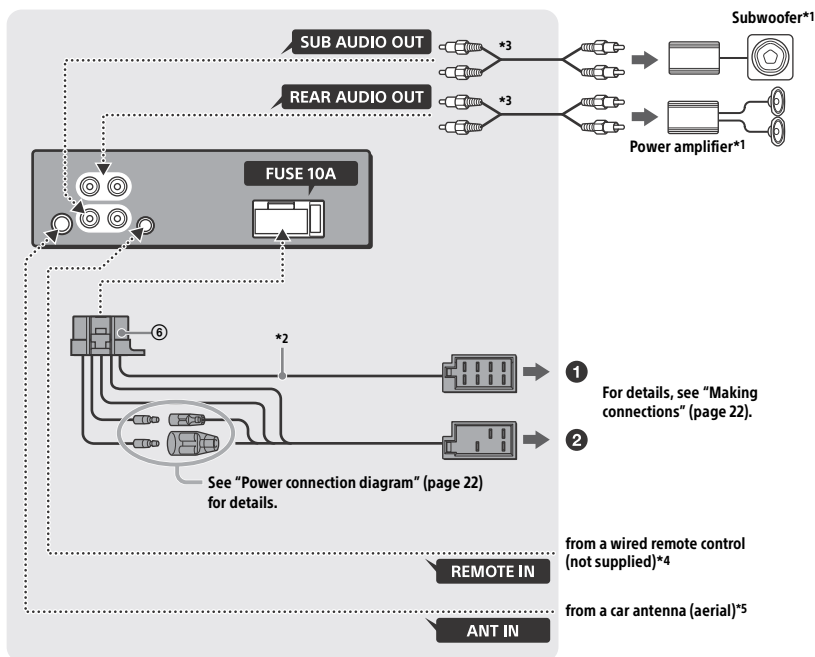 Subwoofer*1
SUB AUDIO OUT
*3
REAR AUDIO OUT
*3
Power amplifier*1
FUSE 10A
⑥
*2
❶
For details, see “Making
connections” (page 22).
❷
See “Power connection diagram” (page 22)
for details.
from a wired remote control
(not supplied)*4
REMOTE IN
from a car antenna (aerial)*5
ANT IN